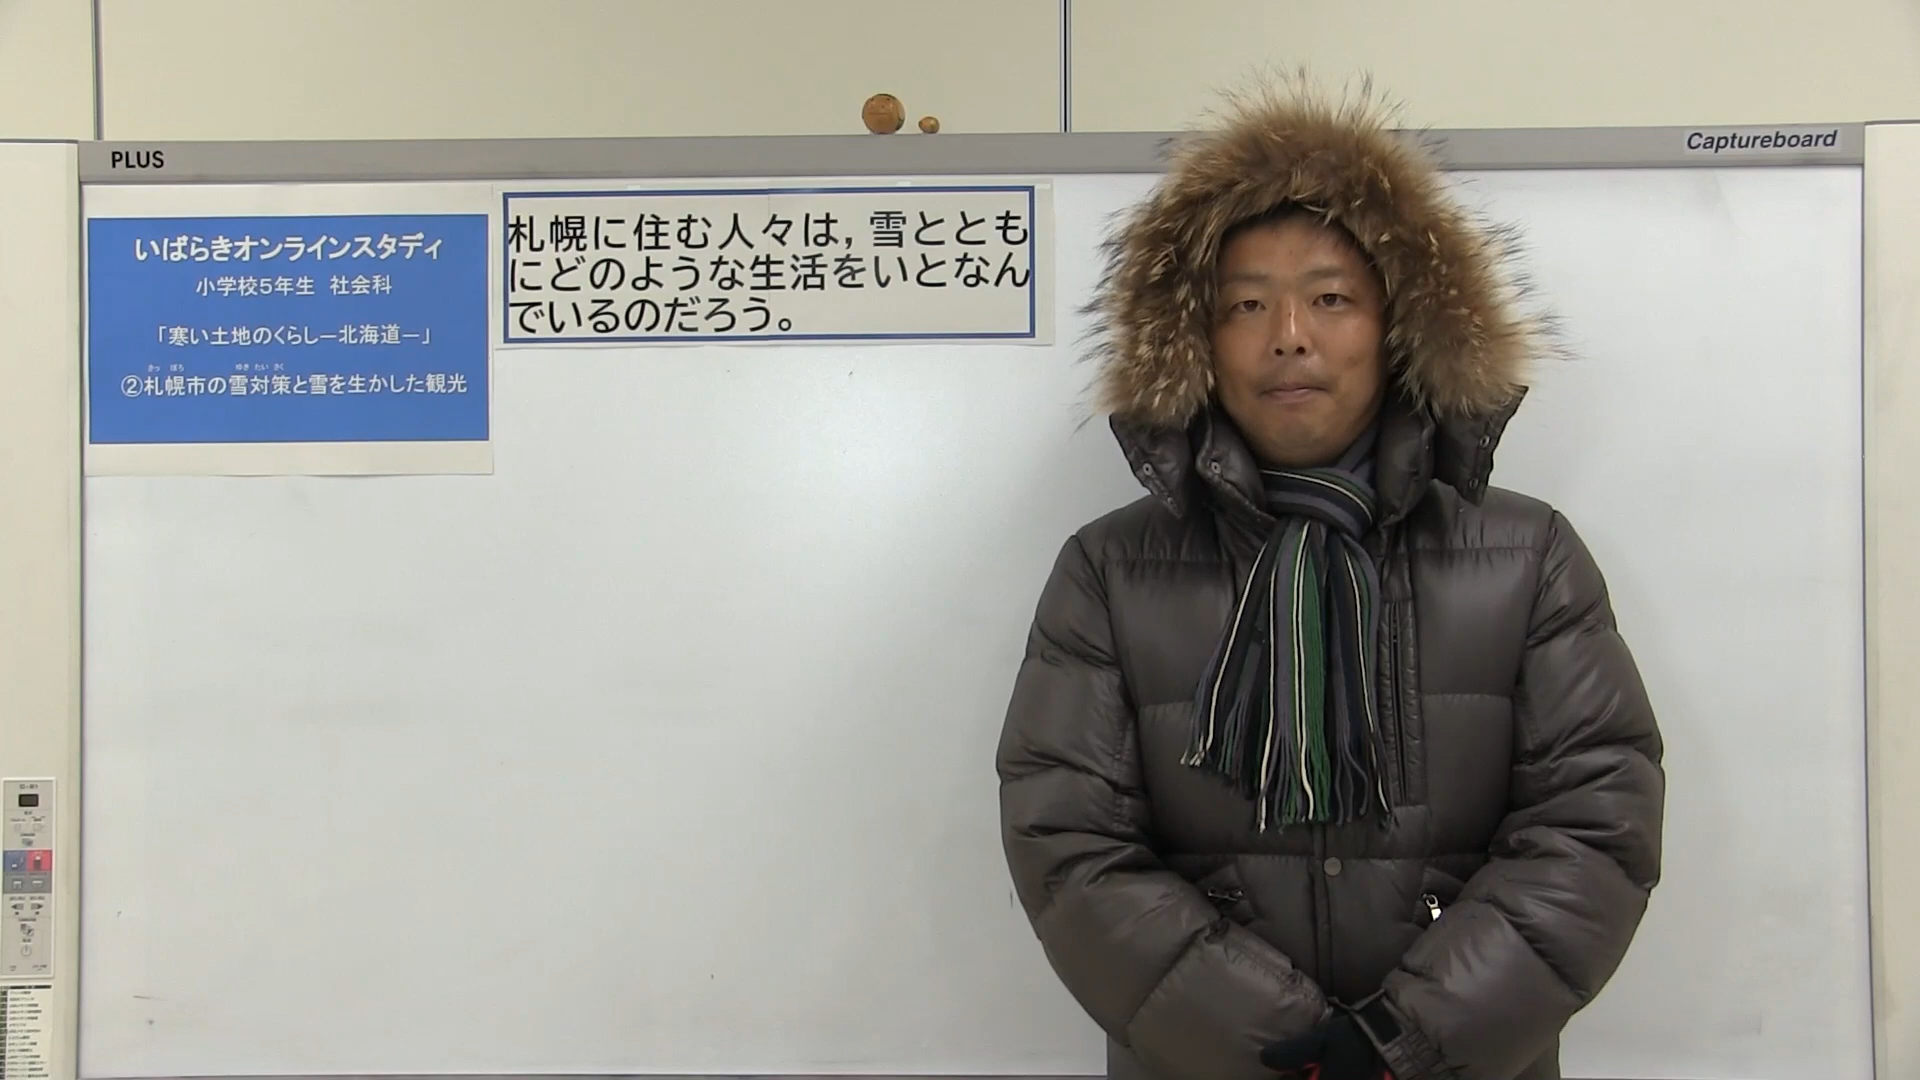 PLUS
Captureboard
いばらきオンラインスタディ
小学校5年生 社会科
「寒い土地のくらし―北海道―」
さっ ぽろ ゆき たい さく
②札幌市の雪対策と雪を生かした観光
札幌に住む人々は，雪ととも
にどのような生活をいとなん
でいるのだろう。